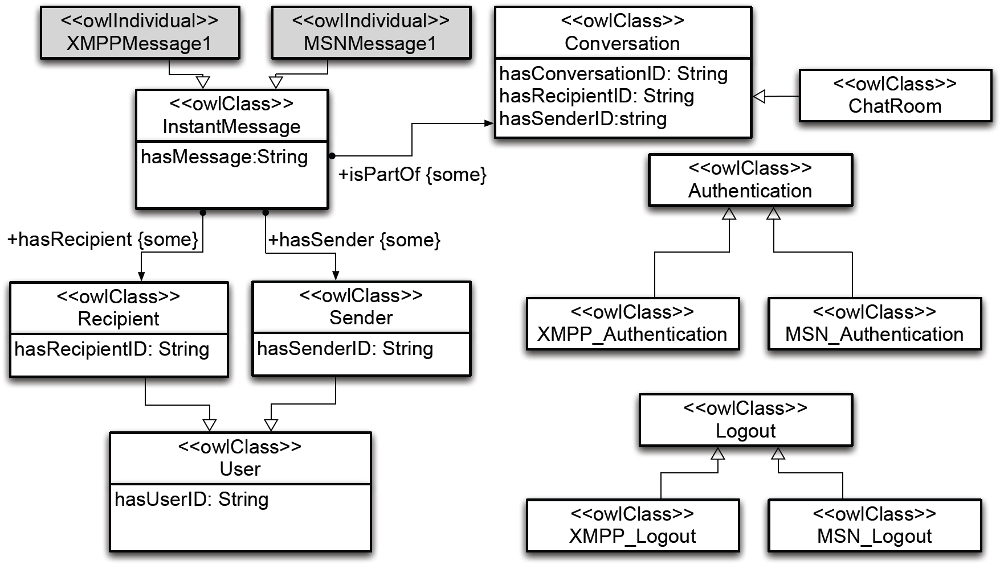 <<owlIndividual>>
XMPPMessage1
<<owlIndividual>>
MSNMessage1
<<owlClass>>
Conversation
hasConversationID: String
hasRecipientID: String
hasSenderID:string
<<owlClass>>
ChatRoom
<<owlClass>>
InstantMessage
hasMessage:String
+isPartOf {some}
<<owlClass>>
Authentication
+hasRecipient {some}
+hasSender {some}
<<owlClass>>
Recipient
hasRecipientID: String
<<owlClass>>
Sender
hasSenderID: String
<<owlClass>>
XMPP_Authentication
<<owlClass>>
MSN_Authentication
<<owlClass>>
User
hasUserID: String
<<owlClass>>
Logout
<<owlClass>>
XMPP_Logout
<<owlClass>>
MSN_Logout